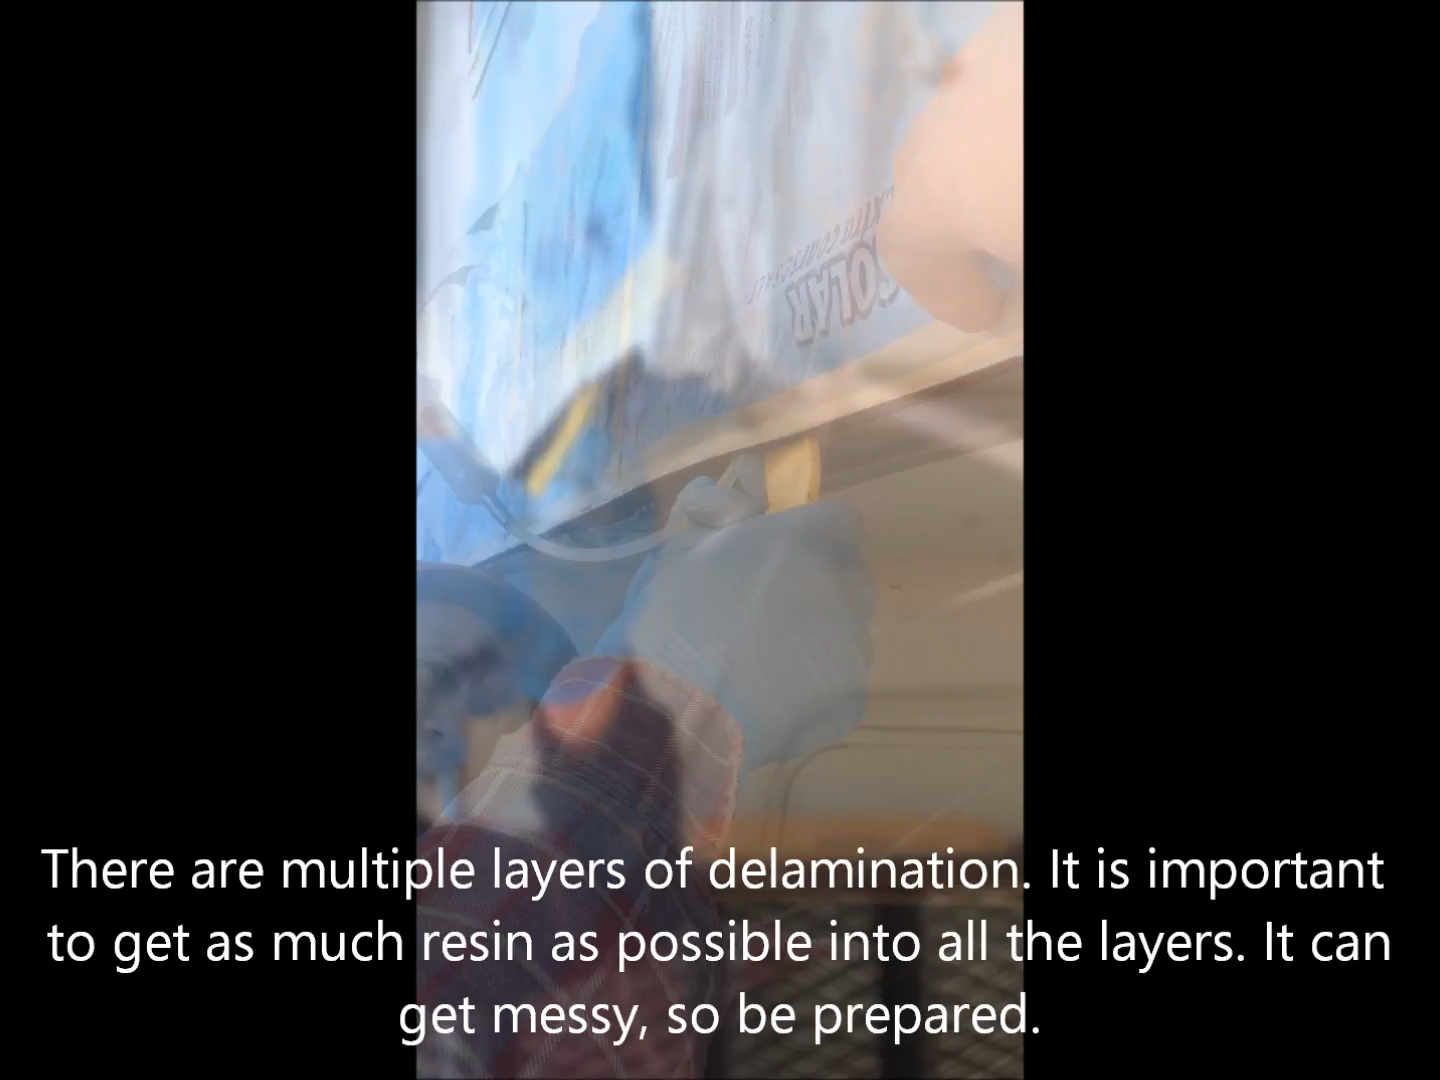 OLAR
There are multiple layers of delamination. It is important
to get as much resin as possible into all the layers. It can
get messy, so be prepared.